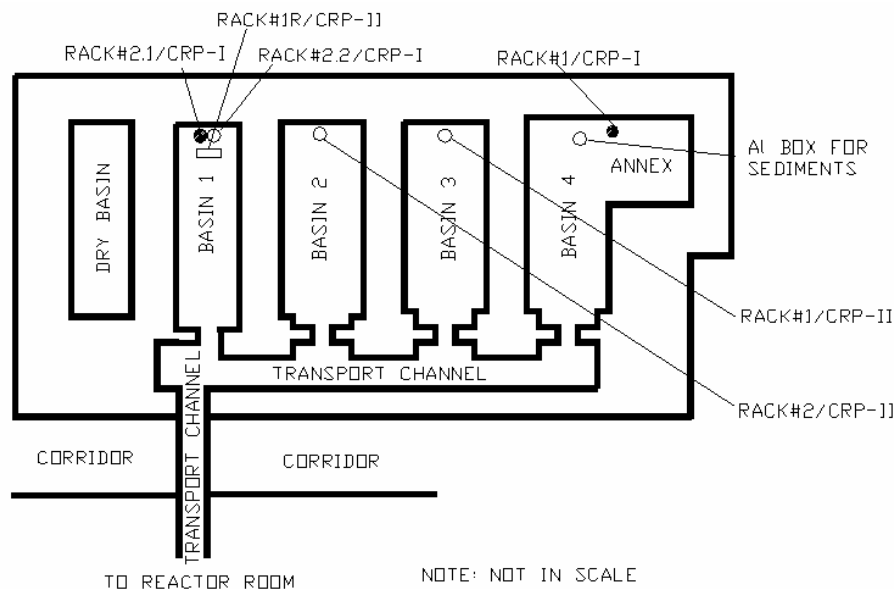 RACK#1R/CRP-II
RACK#2.1/CRP-I
RACK#2.2/CRP-I
RACK#1/CRP-I
Al BOX FOR
SEDIMENTS
ANNEX
DRY BASIN
BASIN 1
BASIN 2
BASIN 3
BASIN 4
RACK#1/CRP-II
TRANSPORT CHANNEL
RACK#2/CRP-II
TRANSPORT CHANNEL
TRANSPORT CHANNEL
CORRIDOR
CORRIDOR
TO REACTOR ROOM
NOTE: NOT IN SCALE